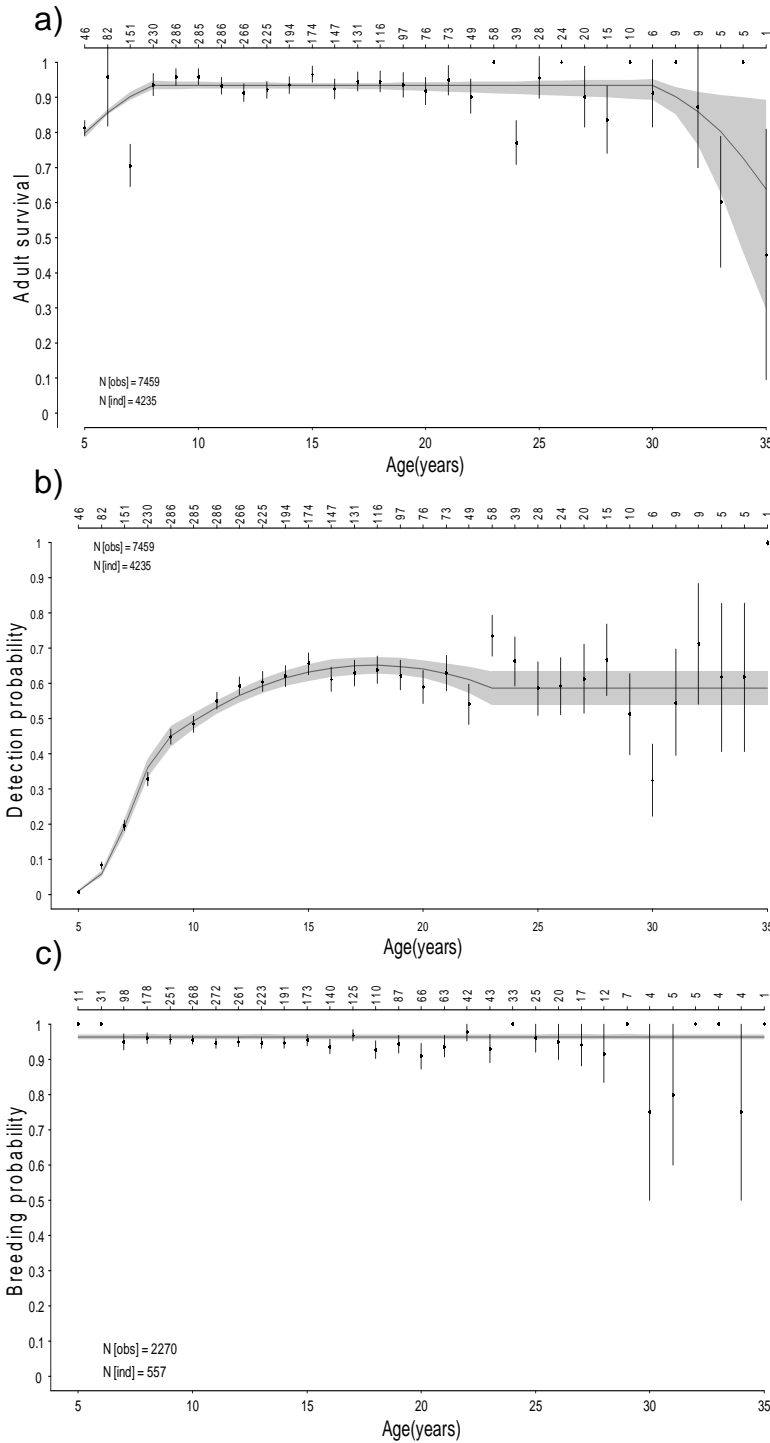 a)
46 82 151 230 286 285 286 266 225 194 174 147 131 116 97 76 73 49 58 39 28 24 20 15 10 6 9 9 5 5 1
1
0.9
0.8
0.7
0.6
0.5
0.4
0.3
0.2
0.1
0
Adult survival
N [obs] = 7459
N [ind] = 4235
5 10 15 20 25 30 35
Age(years)
b)
46 82 151 230 286 285 286 266 225 194 174 147 131 116 97 76 73 49 58 39 28 24 20 15 10 6 9 9 5 5 1
1
0.9
0.8
0.7
0.6
0.5
0.4
0.3
0.2
0.1
0
Detection probability
N [obs] = 7459
N [ind] = 4235
5 10 15 20 25 30 35
Age(years)
c)
11 31 98 178 251 268 272 261 223 191 173 140 125 110 87 66 63 42 43 33 25 20 17 12 7 4 5 5 4 4 1
1
0.9
0.8
0.7
0.6
0.5
0.4
0.3
0.2
0.1
0
Breeding probability
N [obs] = 2270
N [ind] = 557
5 10 15 20 25 30 35
Age(years)